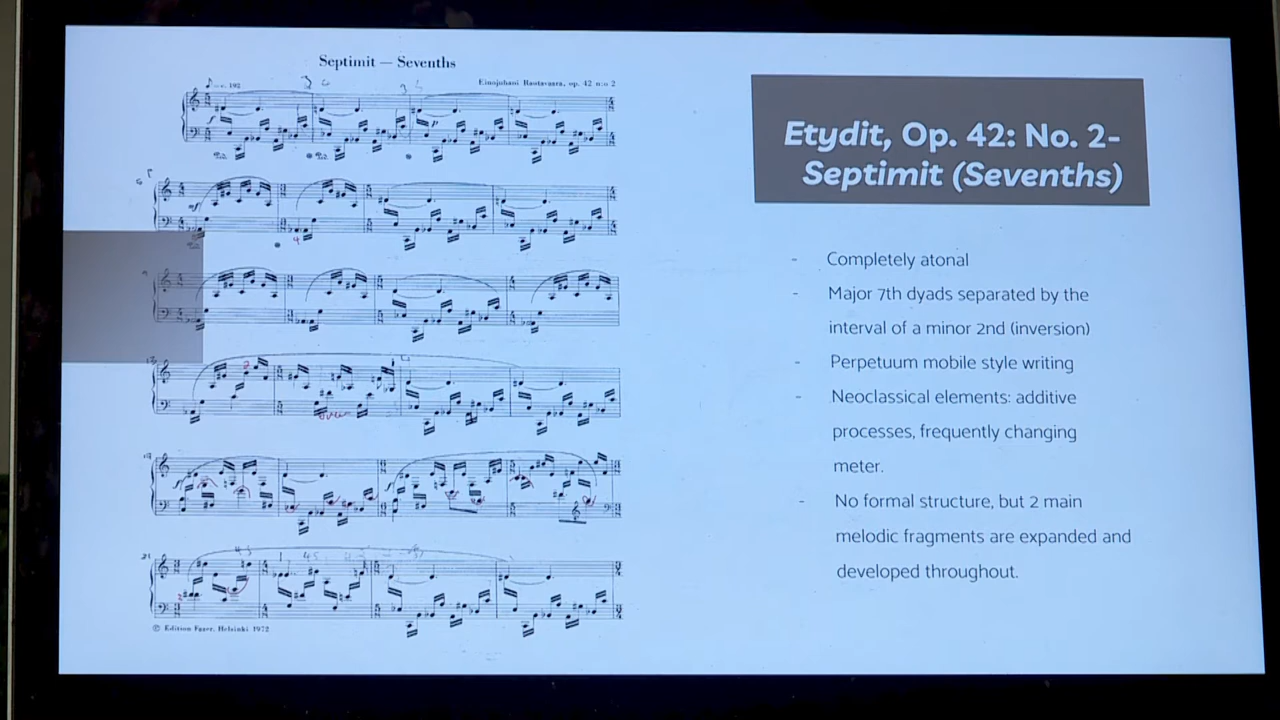 Septimit — Sevenths
Einojuhani Rautavaara, op. 42 n:o 2
Etydit, Op. 42: No. 2-
Septimit (Sevenths)
- Completely atonal
- Major 7th dyads separated by the
interval of a minor 2nd (inversion)
- Perpetuum mobile style writing
- Neoclassical elements: additive
processes, frequently changing
meter.
- No formal structure, but 2 main
melodic fragments are expanded and
developed throughout.
© Edition Fazer, Helsinki 1972